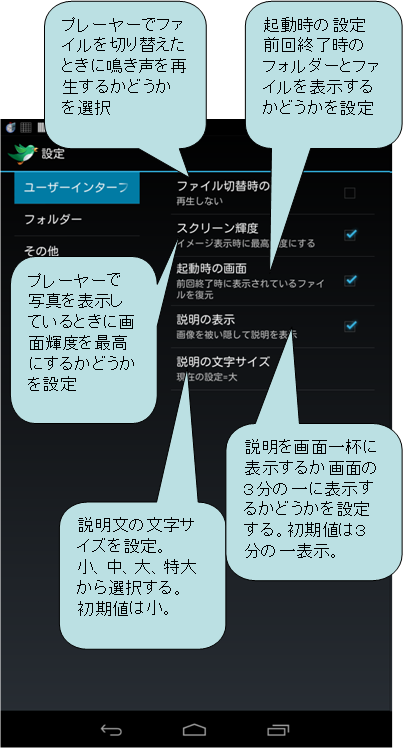 プレーヤーでファ
イルを切り替えた
ときに鳴き声を再
生するかどうか
を選択
起動時の設定
前回終了時の
フォルダーとファ
イルを表示する
かどうかを設定
設定
ユーザーインターフ
フォルダー
その他
ファイル切替時の
再生しない
スクリーン輝度
イメージ表示時に最高 度にする
起動時の画面
前回終了時に表示されているファイ
ルを復元
説明の表示
画像を被い隠して説明を表示
説明の文字サイズ
現在の設定=大
プレーヤーで
写真を表示し
ているときに画
面輝度を最高
にするかどうか
を設定
説明を画面一杯に
表示するか画面の
３分の一に表示す
るかどうかを設定
する。初期値は３
分の一表示。
説明文の文字サ
イズを設定。
小、中、大、特大
から選択する。
初期値は小。